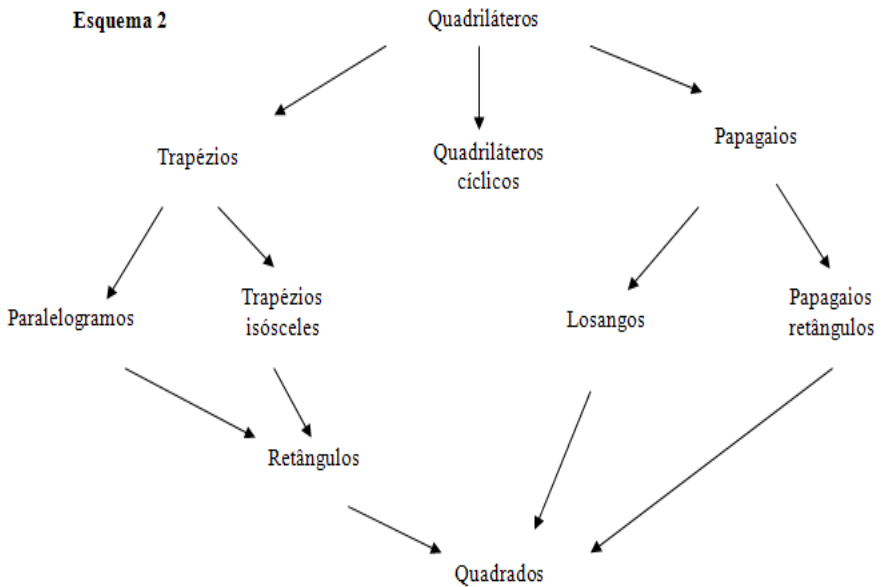 Esquema 2
Quadriláteros
Trapézios
Quadriláteros
cíclicos
Papagaios
Paralelogramos
Trapézios
isósceles
Losangos
Papagaios
retângulos
Retângulos
Quadrados